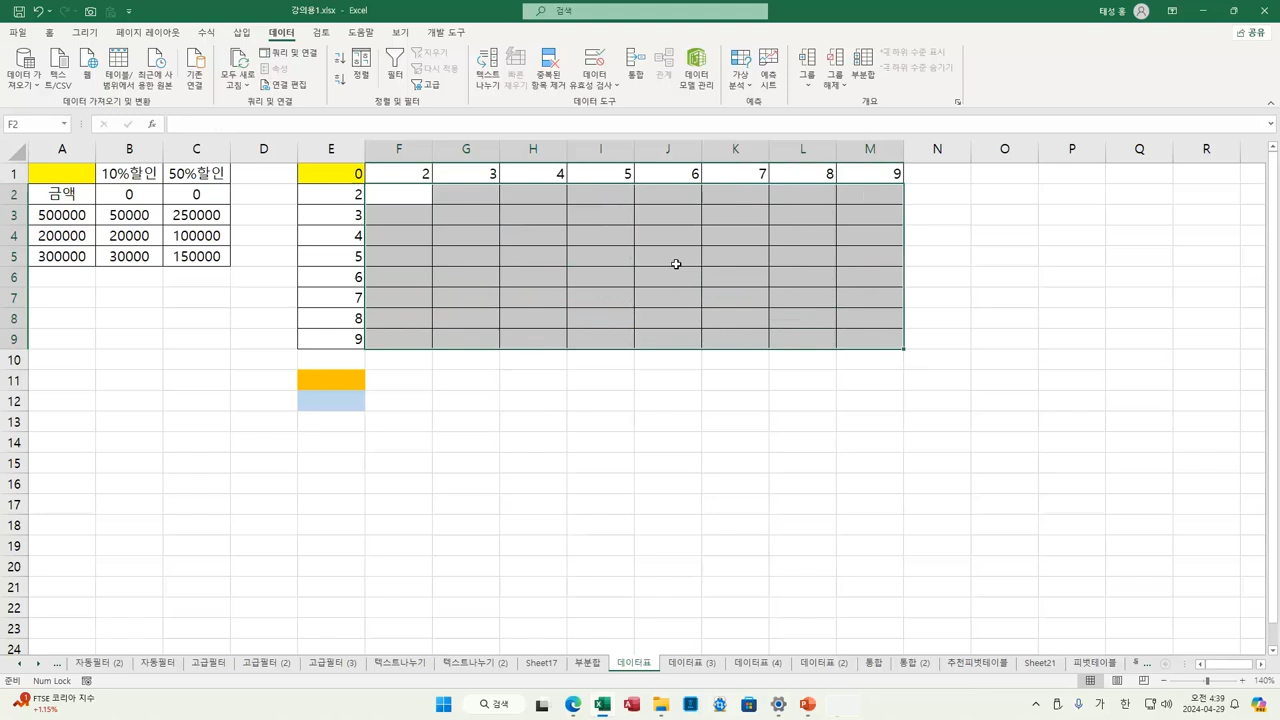 강의용1.xlsx - Excel
검색
태성 홍
파일 홈 그리기 페이지 레이아웃 수식 삽입 데이터 검토 보기 도움말 개발 도구
공유
데이터 가져오기 텍스트/CSV 웹 테이블/범위에서 최근에 사용한 원본 기존 연결
모두 새로 고침 쿼리 및 연결 속성 연결 편집
정렬 필터 지우기 다시 적용 고급
텍스트 나누기 빠른 채우기 중복된 항목 제거 데이터 유효성 검사 통합 관계 데이터 모델 관리
가상 분석 예측 시트
그룹 그룹 해제 부분합 하위 수준 표시 하위 수준 숨기기
데이터 가져오기 및 변환 쿼리 및 연결 정렬 및 필터 데이터 도구 예측 개요
F2
A B C D E F G H I J K L M N O P Q R
1 10%할인 50%할인 0 2 3 4 5 6 7 8 9
2 금액 0 0 2
3 500000 50000 250000 3
4 200000 20000 100000 4
5 300000 30000 150000 5
6 6
7 7
8 8
9 9
10
11
12
13
14
15
16
17
18
19
20
21
22
23
24
... 자동필터 (2) 자동필터 고급필터 고급필터 (2) 고급필터 (3) 텍스트나누기 텍스트나누기 (2) Sheet17 부분합 데이터표 데이터표 (3) 데이터표 (4) 데이터표 (2) 통합 통합 (2) 추천피벗테이블 Sheet21 피벗테이블 ...
준비 Num Lock 140%
FTSE 코리아 지수
+1.15%
검색
가 한
오전 4:39
2024-04-29